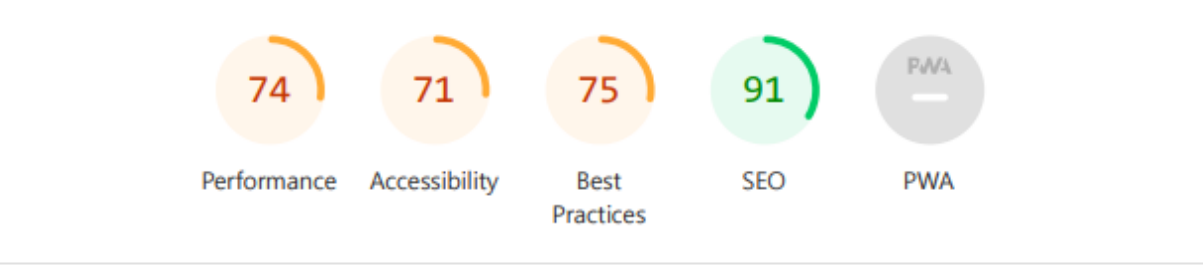 74
71
75
91
PWA
Performance
Accessibility
Best
Practices
SEO
PWA